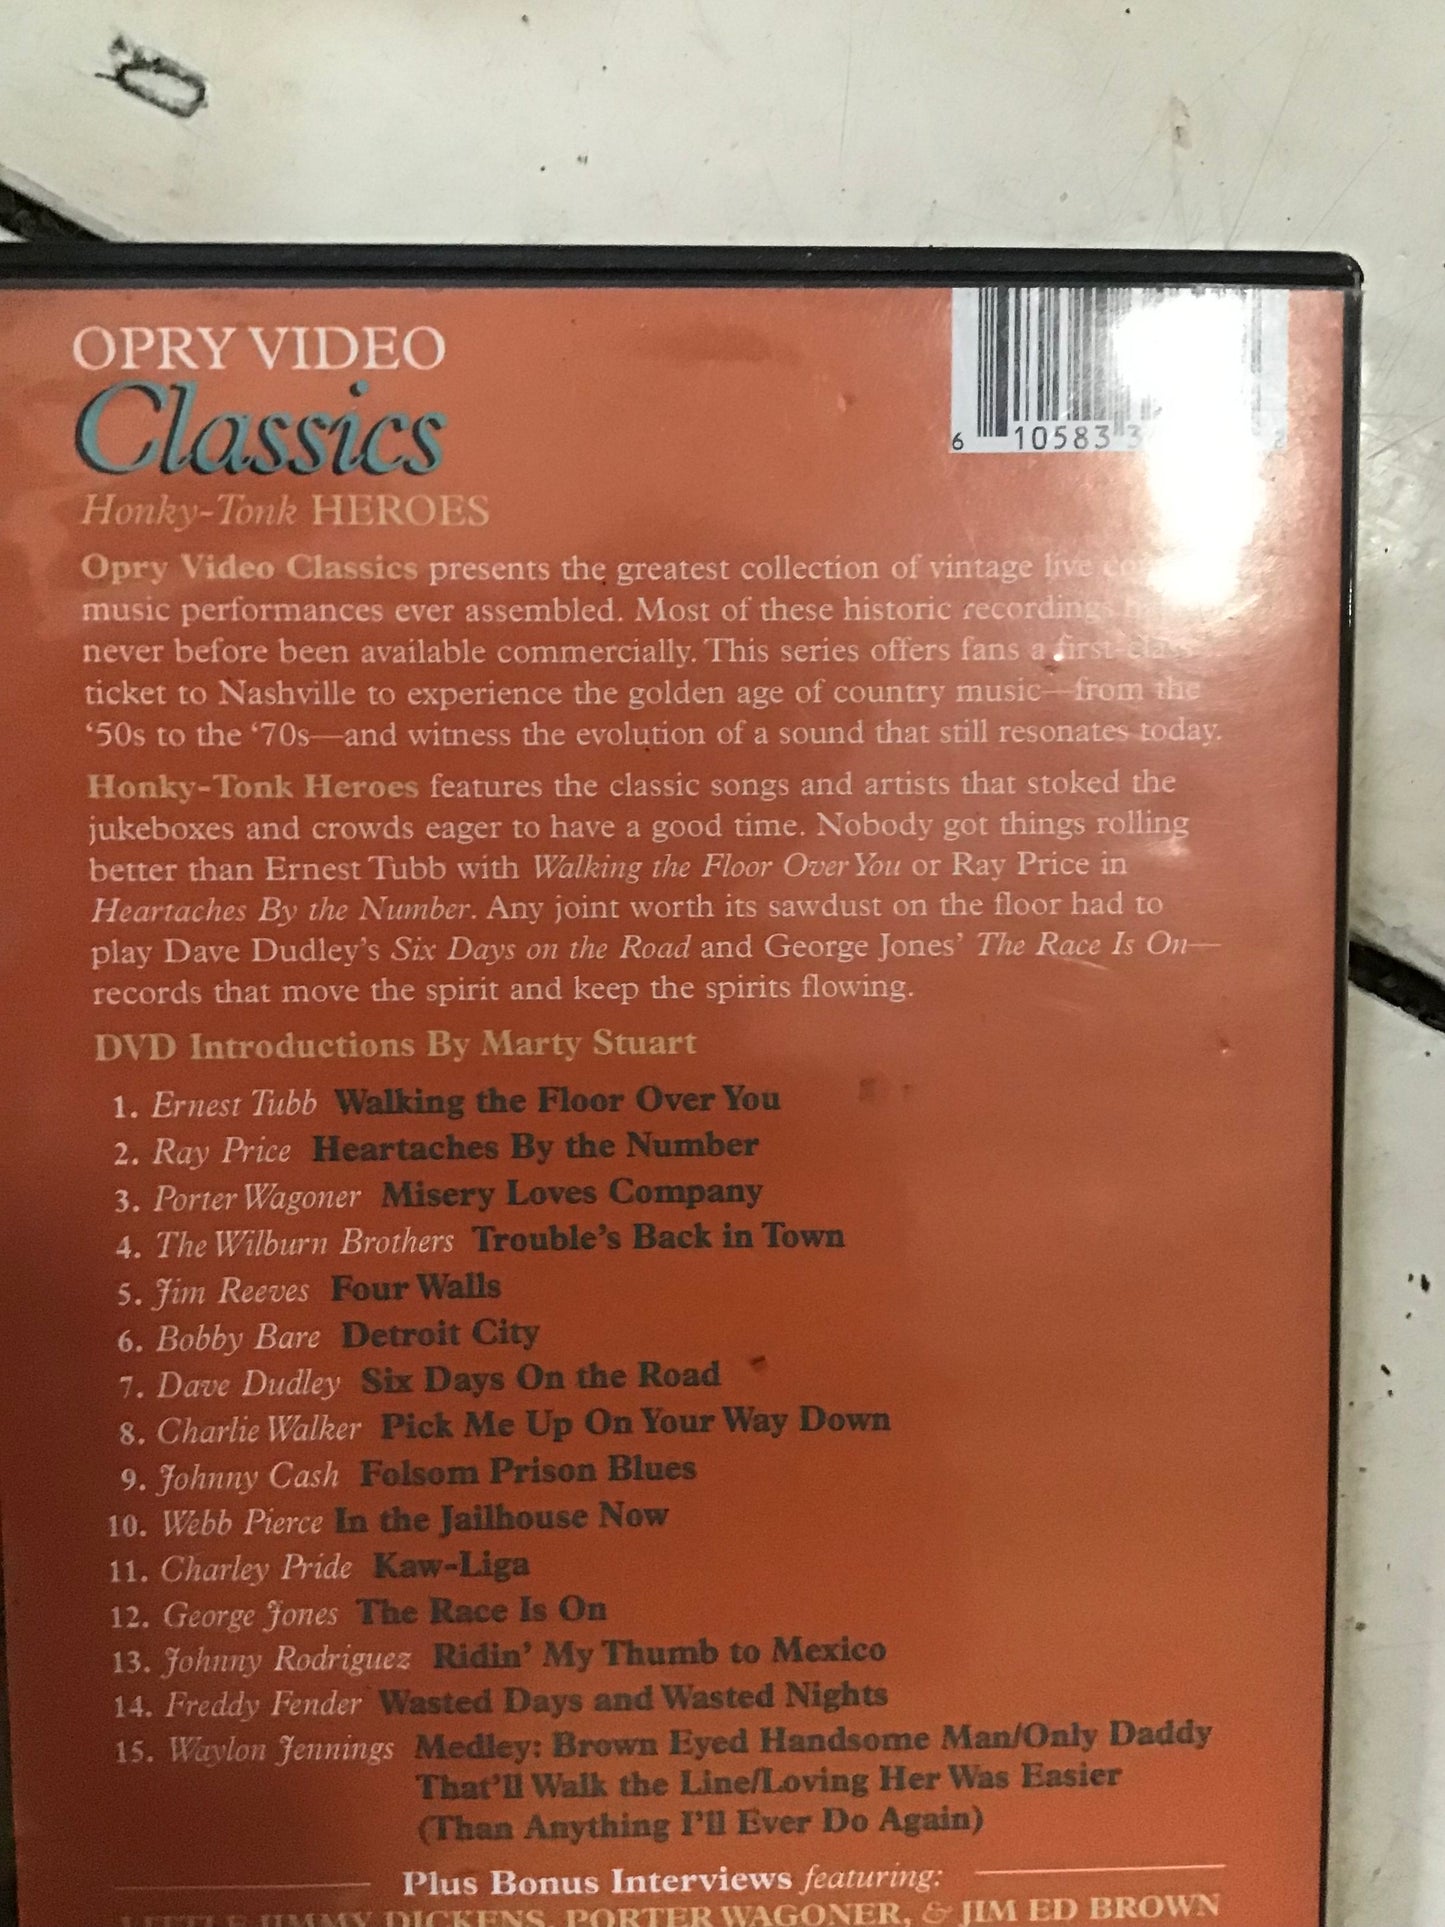 6 10583 3 2
OPRY VIDEO
Classics
Honky-Tonk HEROES
Opry Video Classics presents the greatest collection of vintage live
music performances ever assembled. Most of these historic recordings
never before been available commercially. This series offers fans a first-class
ticket to Nashville to experience the golden age of country music—from the
‘50s to the ‘70s—and witness the evolution of a sound that still resonates today.
Honky-Tonk Heroes features the classic songs and artists that stoked the
jukeboxes and crowds eager to have a good time. Nobody got things rolling
better than Ernest Tubb with Walking the Floor Over You or Ray Price in
Heartaches By the Number. Any joint worth its sawdust on the floor had to
play Dave Dudley’s Six Days on the Road and George Jones’ The Race Is On—
records that move the spirit and keep the spirits flowing.
DVD Introductions By Marty Stuart
1. Ernest Tubb Walking the Floor Over You
2. Ray Price Heartaches By the Number
3. Porter Wagoner Misery Loves Company
4. The Wilburn Brothers Trouble’s Back in Town
5. Jim Reeves Four Walls
6. Bobby Bare Detroit City
7. Dave Dudley Six Days On the Road
8. Charlie Walker Pick Me Up On Your Way Down
9. Johnny Cash Folsom Prison Blues
10. Webb Pierce In the Jailhouse Now
11. Charley Pride Kaw-Liga
12. George Jones The Race Is On
13. Johnny Rodriguez Ridin’ My Thumb to Mexico
14. Freddy Fender Wasted Days and Wasted Nights
15. Waylon Jennings Medley: Brown Eyed Handsome Man/Only Daddy
That’ll Walk the Line/Loving Her Was Easier
(Than Anything I’ll Ever Do Again)
Plus Bonus Interviews featuring:
LITTLE JIMMY DICKENS, PORTER WAGONER, & JIM ED BROWN